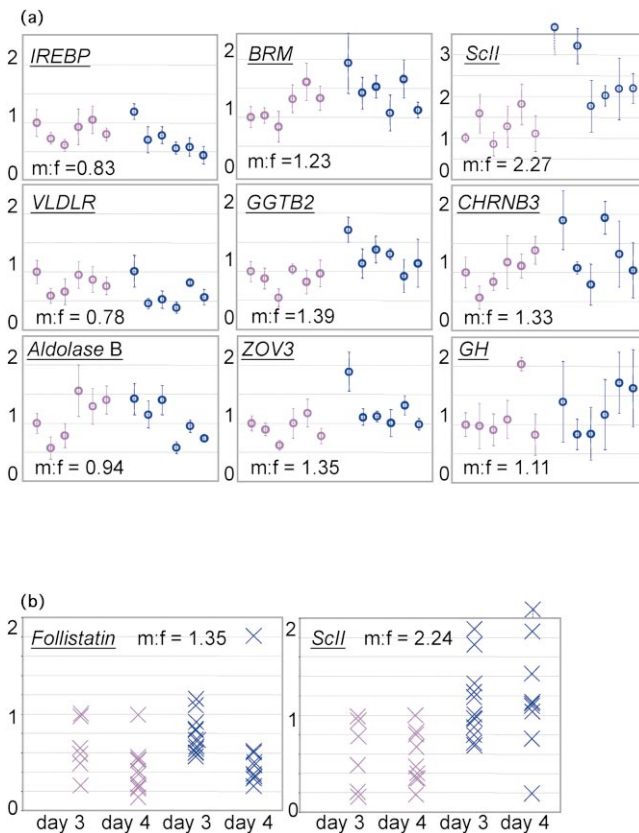 (a)
IREBP
BRM
ScII
2
1
0
m:f =0.83
2
1
0
m:f =1.23
3
2
1
0
m:f = 2.27
VLDLR
GGTB2
CHRNB3
2
1
0
m:f = 0.78
2
1
0
m:f =1.39
2
1
0
m:f = 1.33
Aldolase B
ZOV3
GH
2
1
0
m:f = 0.94
2
1
0
m:f = 1.35
2
1
0
m:f = 1.11
(b)
2
Follistatin m:f = 1.35
1
0
2
ScII m:f = 2.24
1
0
day 3 day 4 day 3 day 4
day 3 day 4 day 3 day 4